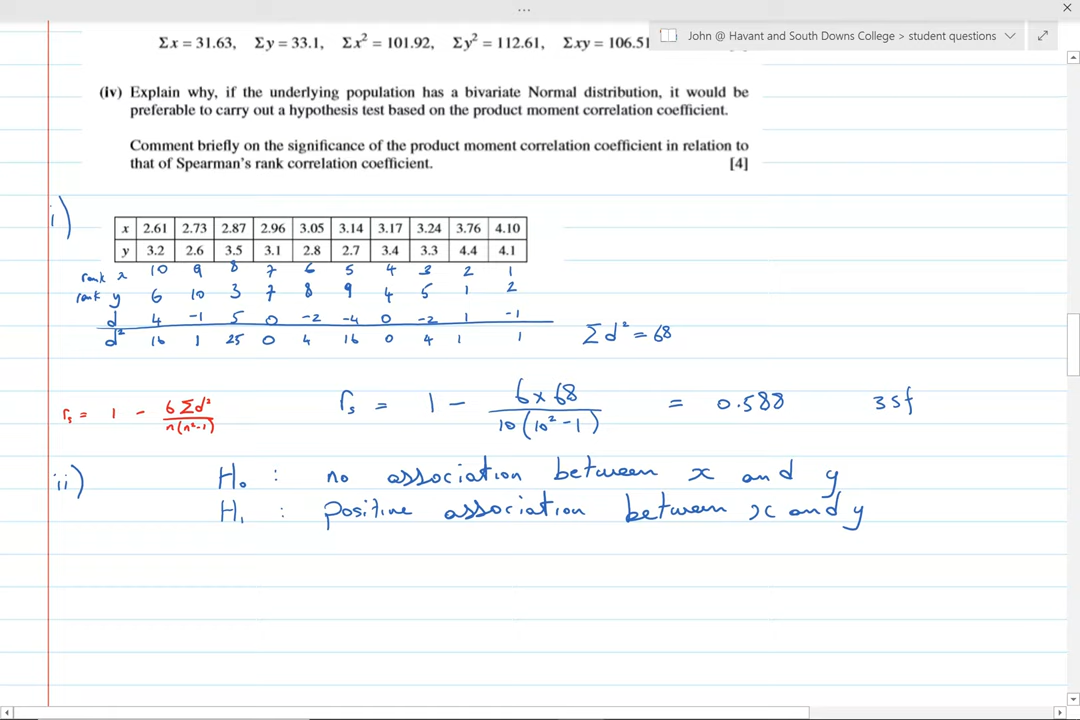 Σx = 31.63, Σy = 33.1, Σx² = 101.92, Σy² = 112.61, Σxy = 106.51
John @ Havant and South Downs College > student questions
(iv) Explain why, if the underlying population has a bivariate Normal distribution, it would be
preferable to carry out a hypothesis test based on the product moment correlation coefficient.
Comment briefly on the significance of the product moment correlation coefficient in relation to
that of Spearman's rank correlation coefficient. [4]
i)
x 2.61 2.73 2.87 2.96 3.05 3.14 3.17 3.24 3.76 4.10
y 3.2 2.6 3.5 3.1 2.8 2.7 3.4 3.3 4.4 4.1
rank x 10 9 8 7 6 5 4 3 2 1
rank y 6 10 3 7 8 9 4 5 1 2
d 4 -1 5 0 -2 -4 0 -2 1 -1
d² 16 1 25 0 4 16 0 4 1 1 Σd² = 68
rs = 1 - 6Σd² / n(n²-1)
rs = 1 - 6×68 / 10(10²-1) = 0.588 3sf
ii) H₀ : no association between x and y
H₁ : positive association between x and y